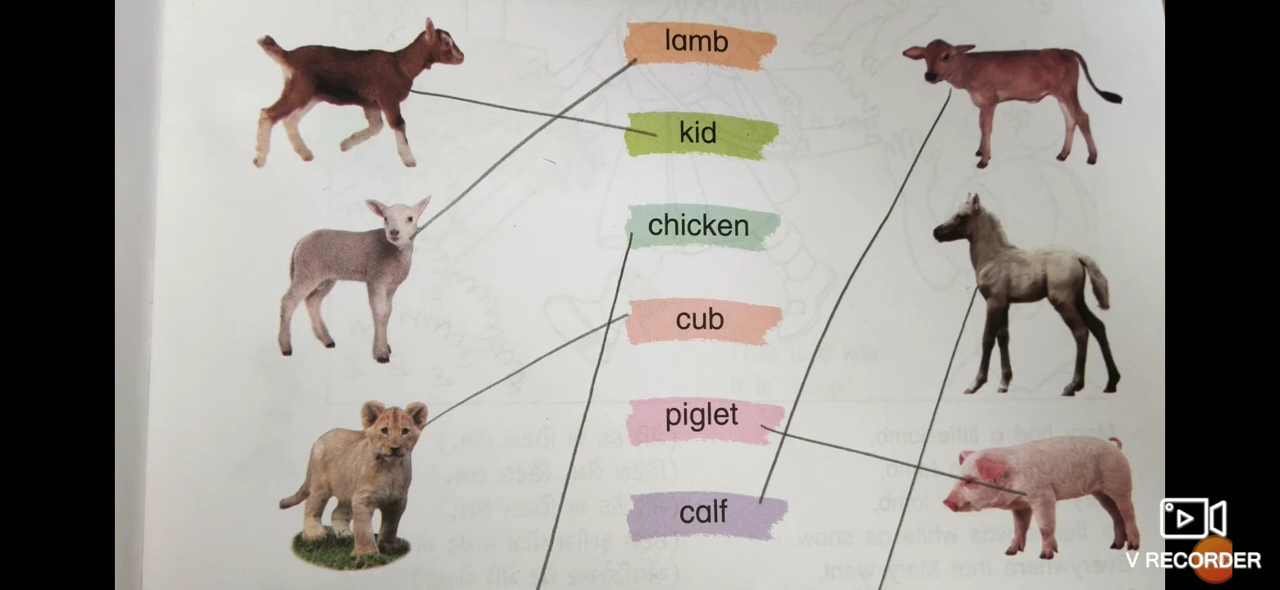 lamb
kid
chicken
cub
piglet
calf
V RECORDER